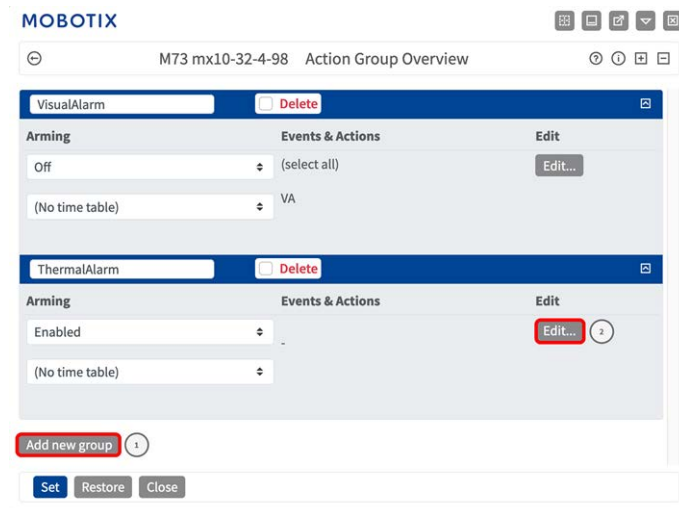 MOBOTIX
M73 mx10-32-4-98 Action Group Overview
VisualAlarm Delete
Arming Events & Actions Edit
Off (select all) Edit...
(No time table) VA
ThermalAlarm Delete
Arming Events & Actions Edit
Enabled - Edit... 2
(No time table)
Add new group 1
Set Restore Close